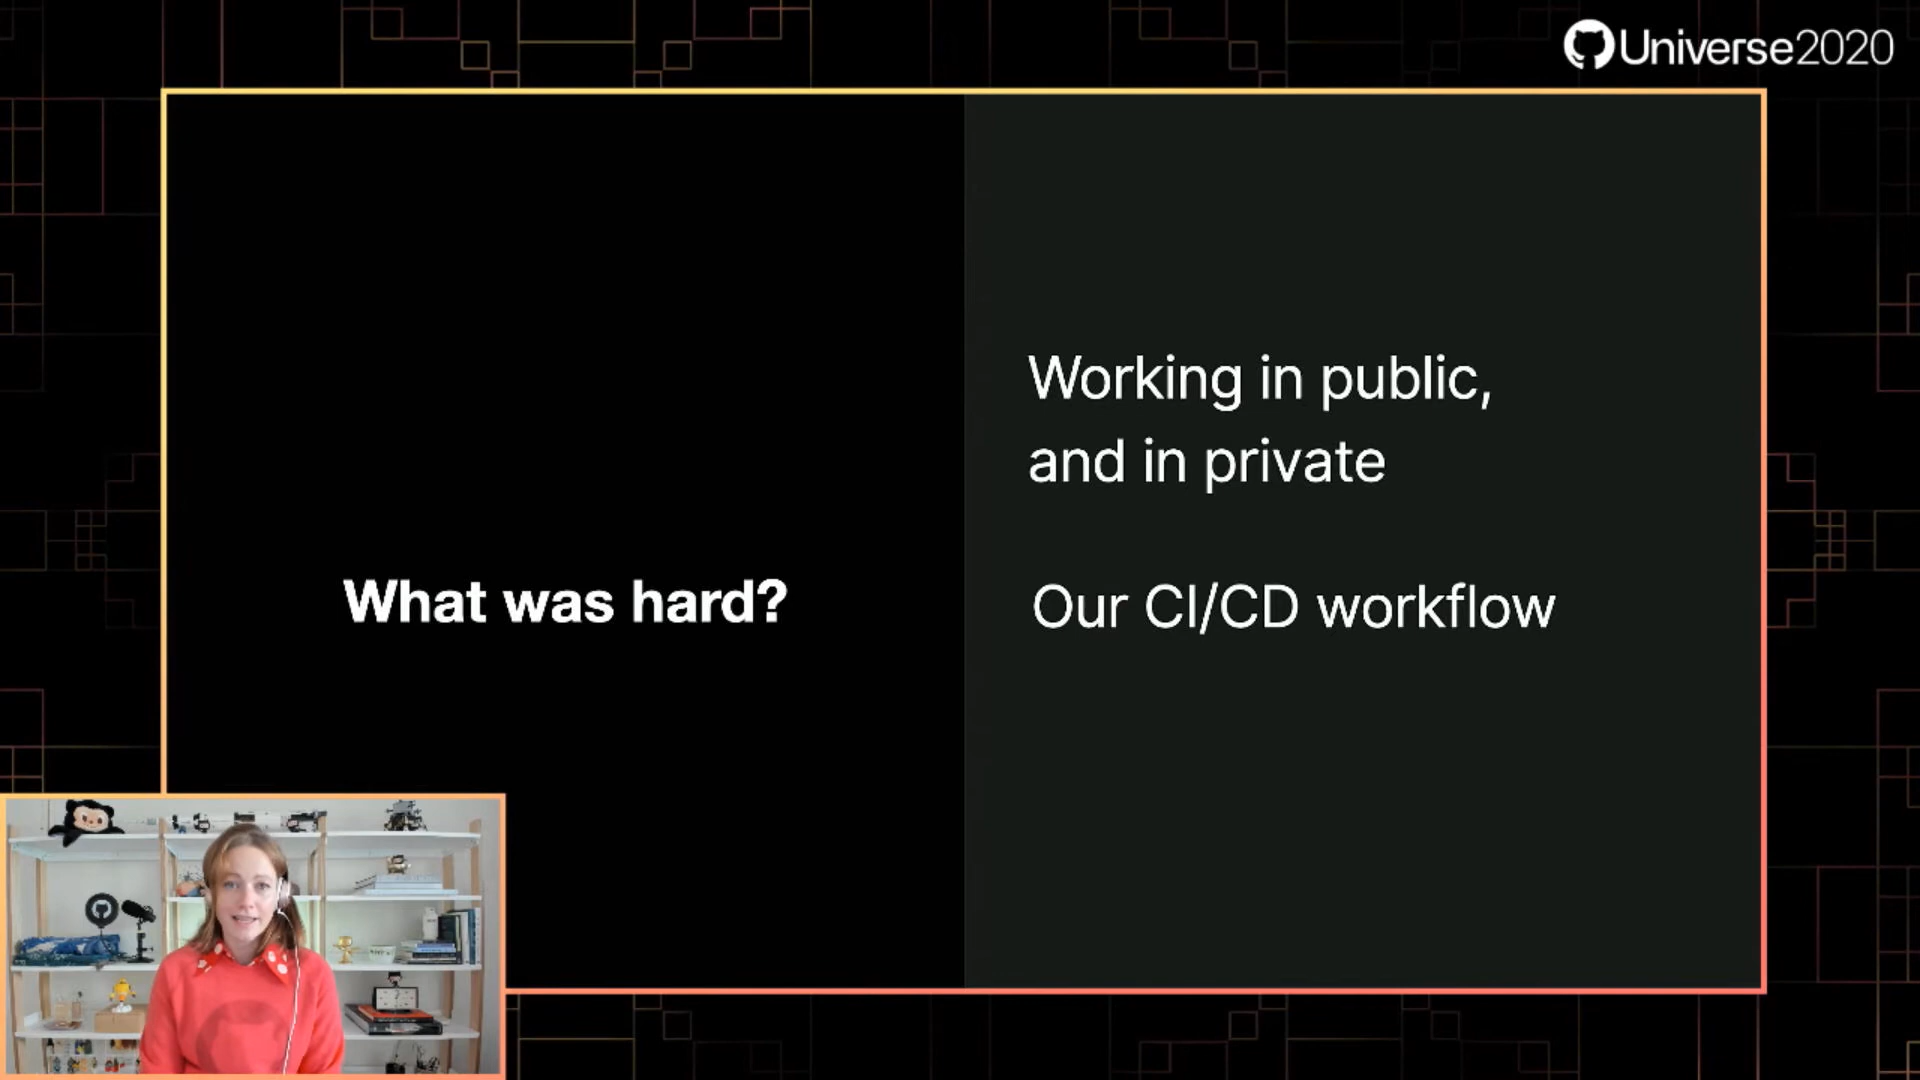 Universe2020
What was hard?
Working in public,
and in private
Our CI/CD workflow